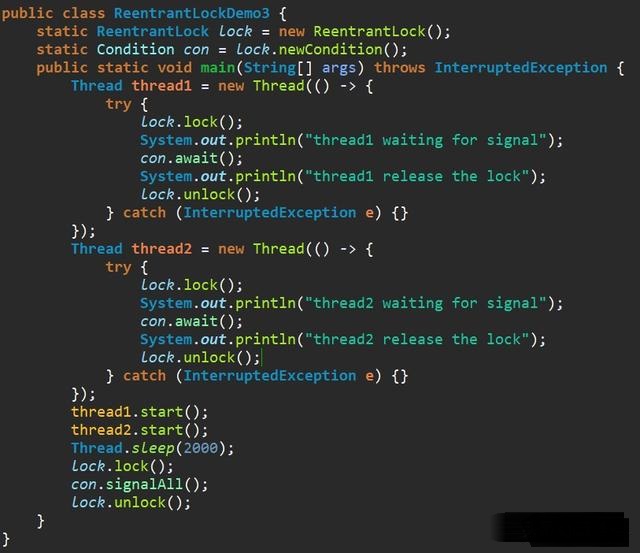 public class ReentrantLockDemo3 {
    static ReentrantLock lock = new ReentrantLock();
    static Condition con = lock.newCondition();
    public static void main(String[] args) throws InterruptedException {
        Thread thread1 = new Thread(() -> {
            try {
                lock.lock();
                System.out.println("thread1 waiting for signal");
                con.await();
                System.out.println("thread1 release the lock");
                lock.unlock();
            } catch (InterruptedException e) {}
        });
        Thread thread2 = new Thread(() -> {
            try {
                lock.lock();
                System.out.println("thread2 waiting for signal");
                con.await();
                System.out.println("thread2 release the lock");
                lock.unlock();
            } catch (InterruptedException e) {}
        });
        thread1.start();
        thread2.start();
        Thread.sleep(2000);
        lock.lock();
        con.signalAll();
        lock.unlock();
    }
}